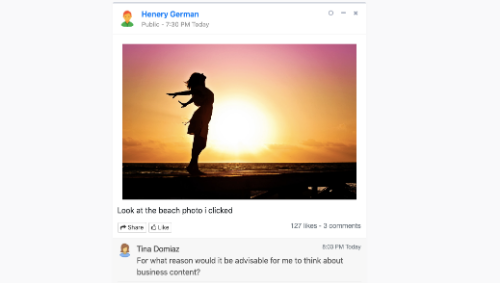 Henery German
Public - 7:30 PM Today
Look at the beach photo i clicked
Share Like 127 likes - 3 comments
Tina Domiaz 8:03 PM Today
For what reason would it be advisable for me to think about
business content?